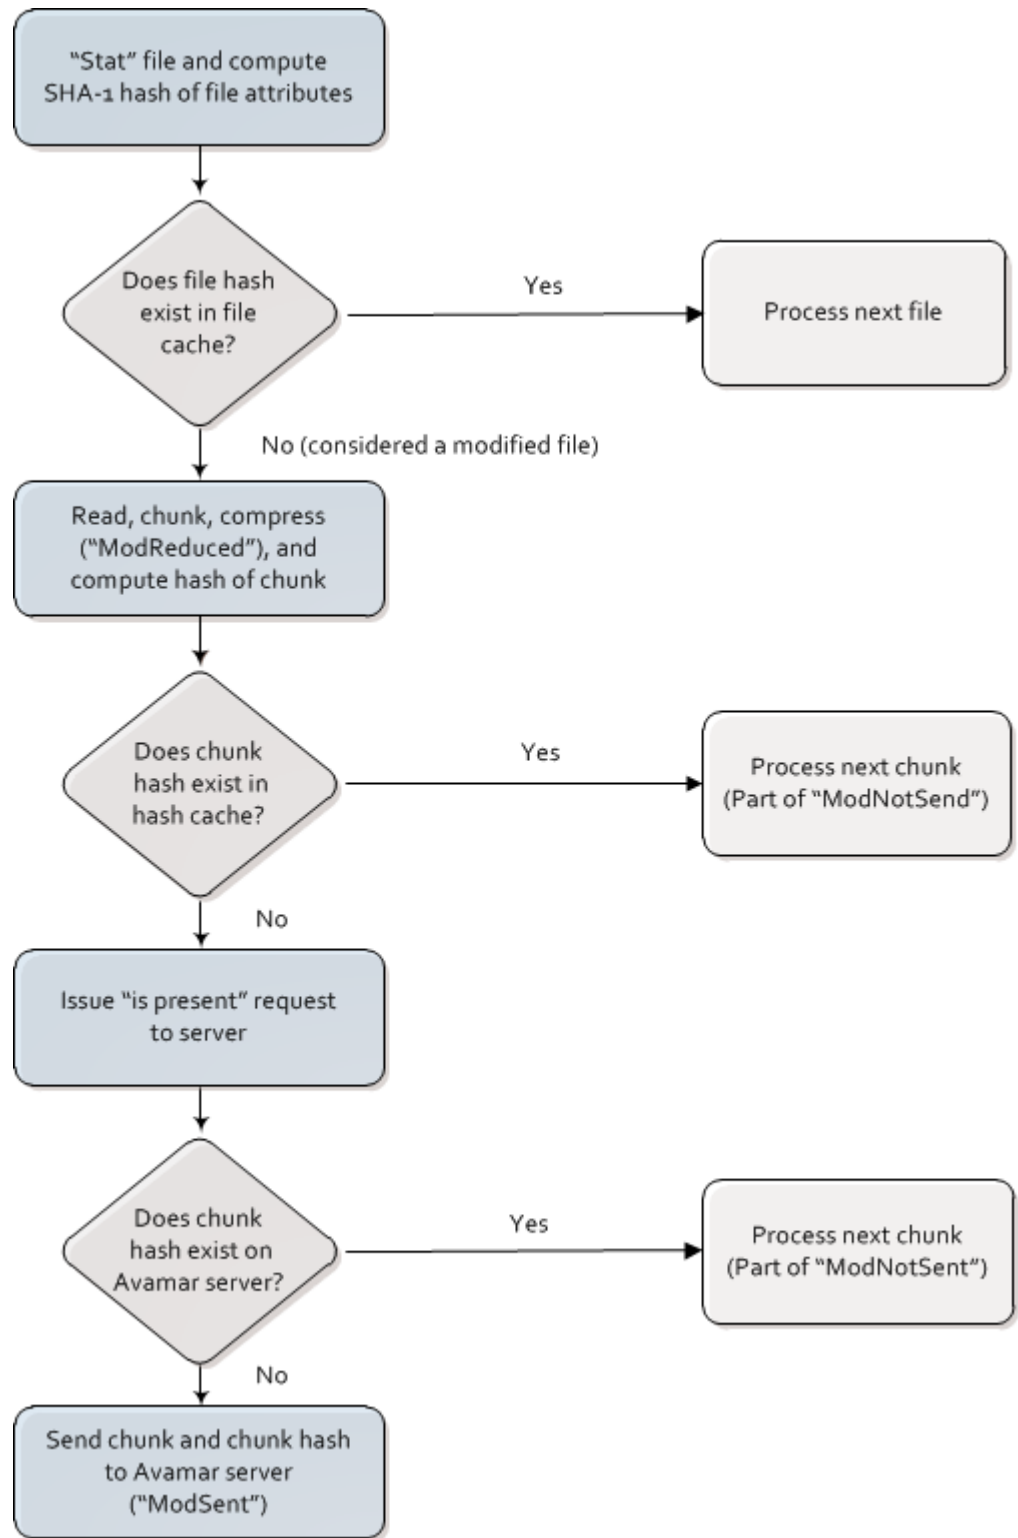 “Stat” file and compute
SHA-1 hash of file attributes
Does file hash
exist in file
cache?
Yes
Process next file
No (considered a modified file)
Read, chunk, compress
(“ModReduced”), and
compute hash of chunk
Does chunk
hash exist in
hash cache?
Yes
Process next chunk
(Part of “ModNotSend”)
No
Issue “is present” request
to server
Does chunk
hash exist on
Avamar server?
Yes
Process next chunk
(Part of “ModNotSent”)
No
Send chunk and chunk hash
to Avamar server
(“ModSent”)